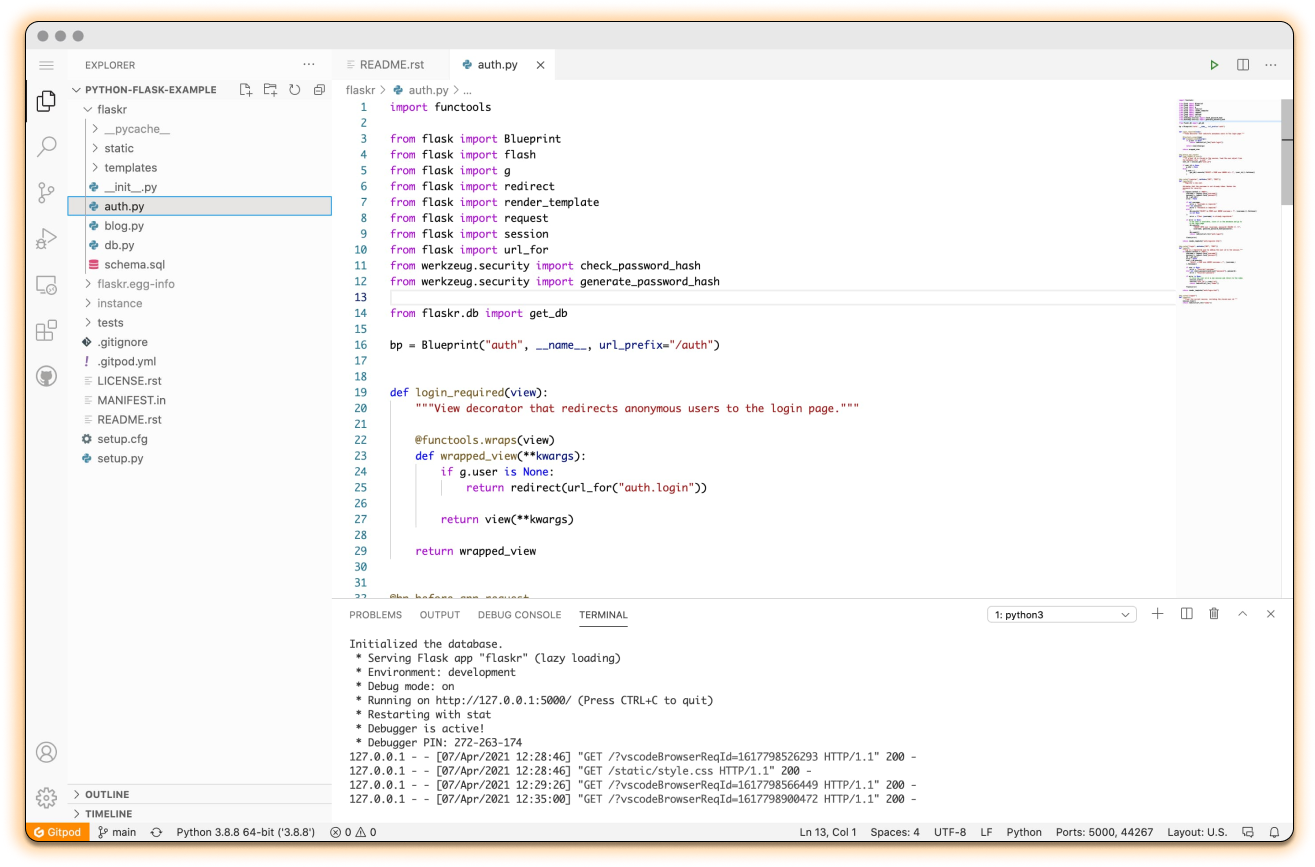 EXPLORER
PYTHON-FLASK-EXAMPLE
flaskr
__pycache__
static
templates
__init__.py
auth.py
blog.py
db.py
schema.sql
flaskr.egg-info
instance
tests
.gitignore
.gitpod.yml
LICENSE.rst
MANIFEST.in
README.rst
setup.cfg
setup.py
OUTLINE
TIMELINE
README.rst auth.py
flaskr > auth.py > ...
1 import functools
2
3 from flask import Blueprint
4 from flask import flash
5 from flask import g
6 from flask import redirect
7 from flask import render_template
8 from flask import request
9 from flask import session
10 from flask import url_for
11 from werkzeug.security import check_password_hash
12 from werkzeug.security import generate_password_hash
13
14 from flaskr.db import get_db
15
16 bp = Blueprint("auth", __name__, url_prefix="/auth")
17
18
19 def login_required(view):
20 """View decorator that redirects anonymous users to the login page."""
21
22 @functools.wraps(view)
23 def wrapped_view(**kwargs):
24 if g.user is None:
25 return redirect(url_for("auth.login"))
26
27 return view(**kwargs)
28
29 return wrapped_view
30
31
32 @bp.before_app_request
PROBLEMS OUTPUT DEBUG CONSOLE TERMINAL 1: python3
Initialized the database.
* Serving Flask app "flaskr" (lazy loading)
* Environment: development
* Debug mode: on
* Running on http://127.0.0.1:5000/ (Press CTRL+C to quit)
* Restarting with stat
* Debugger is active!
* Debugger PIN: 272-263-174
127.0.0.1 - - [07/Apr/2021 12:28:46] "GET /?vscodeBrowserReqId=1617798526293 HTTP/1.1" 200 -
127.0.0.1 - - [07/Apr/2021 12:28:46] "GET /static/style.css HTTP/1.1" 200 -
127.0.0.1 - - [07/Apr/2021 12:29:26] "GET /?vscodeBrowserReqId=1617798566449 HTTP/1.1" 200 -
127.0.0.1 - - [07/Apr/2021 12:35:00] "GET /?vscodeBrowserReqId=1617798900472 HTTP/1.1" 200 -
Gitpod main Python 3.8.8 64-bit ('3.8.8') 0 0 Ln 13, Col 1 Spaces: 4 UTF-8 LF Python Ports: 5000, 44267 Layout: U.S.